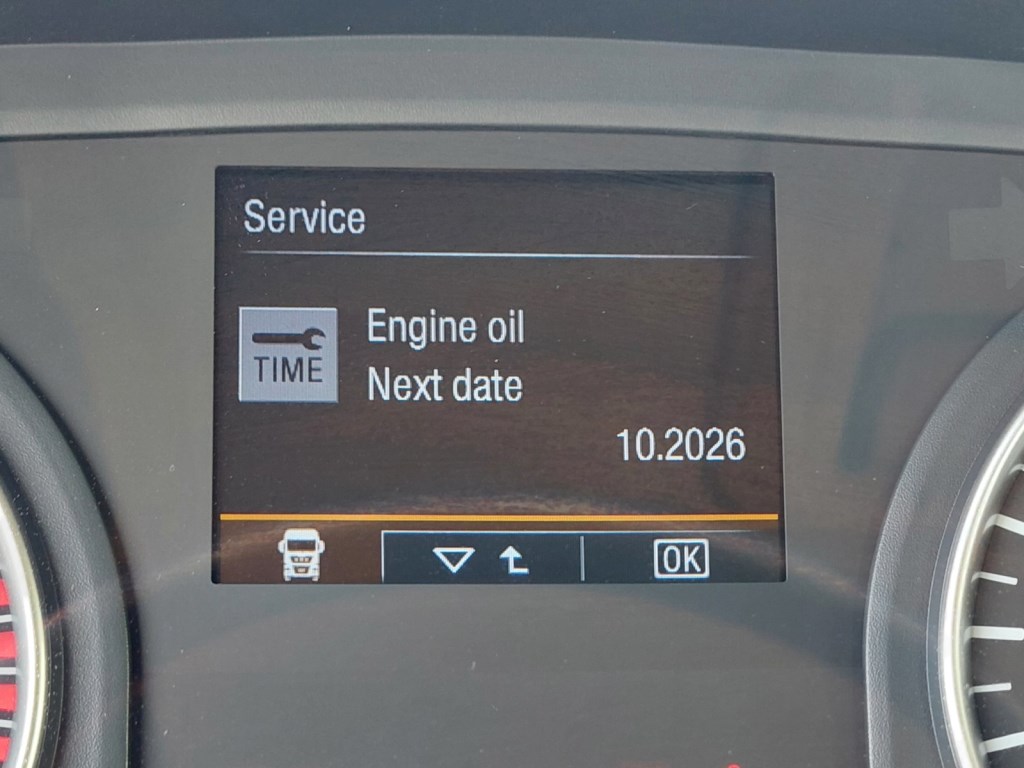 Service
TIME
Engine oil
Next date
10.2026
OK